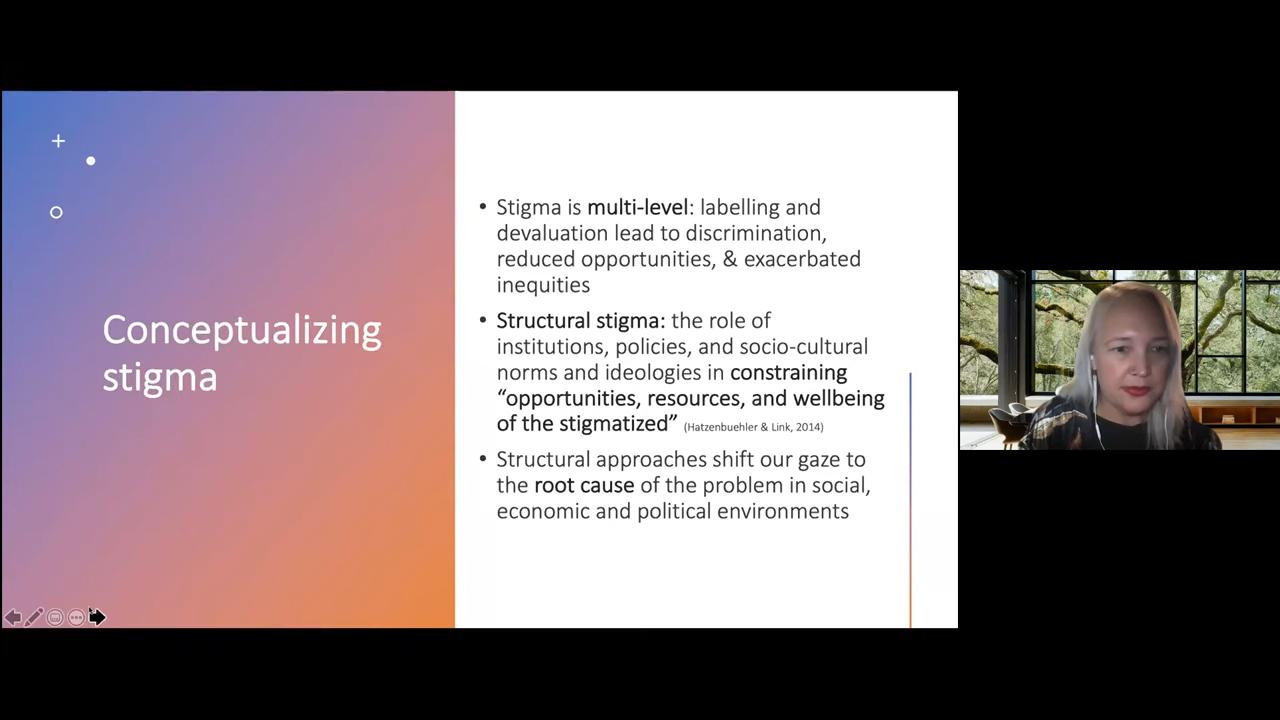 Conceptualizing
stigma
• Stigma is multi-level: labelling and
devaluation lead to discrimination,
reduced opportunities, & exacerbated
inequities
• Structural stigma: the role of
institutions, policies, and socio-cultural
norms and ideologies in constraining
“opportunities, resources, and wellbeing
of the stigmatized” (Hatzenbuehler & Link, 2014)
• Structural approaches shift our gaze to
the root cause of the problem in social,
economic and political environments